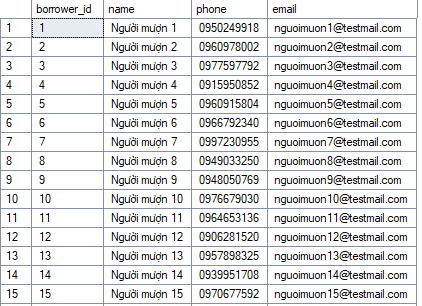 borrower_id name phone email
1 1 Người mượn 1 0950249918 nguoimuon1@testmail.com
2 2 Người mượn 2 0960978002 nguoimuon2@testmail.com
3 3 Người mượn 3 0977597792 nguoimuon3@testmail.com
4 4 Người mượn 4 0915950852 nguoimuon4@testmail.com
5 5 Người mượn 5 0960915804 nguoimuon5@testmail.com
6 6 Người mượn 6 0966792340 nguoimuon6@testmail.com
7 7 Người mượn 7 0997230955 nguoimuon7@testmail.com
8 8 Người mượn 8 0949033250 nguoimuon8@testmail.com
9 9 Người mượn 9 0948050769 nguoimuon9@testmail.com
10 10 Người mượn 10 0976679030 nguoimuon10@testmail.com
11 11 Người mượn 11 0964653136 nguoimuon11@testmail.com
12 12 Người mượn 12 0906281520 nguoimuon12@testmail.com
13 13 Người mượn 13 0957898325 nguoimuon13@testmail.com
14 14 Người mượn 14 0939951708 nguoimuon14@testmail.com
15 15 Người mượn 15 0970677592 nguoimuon15@testmail.com